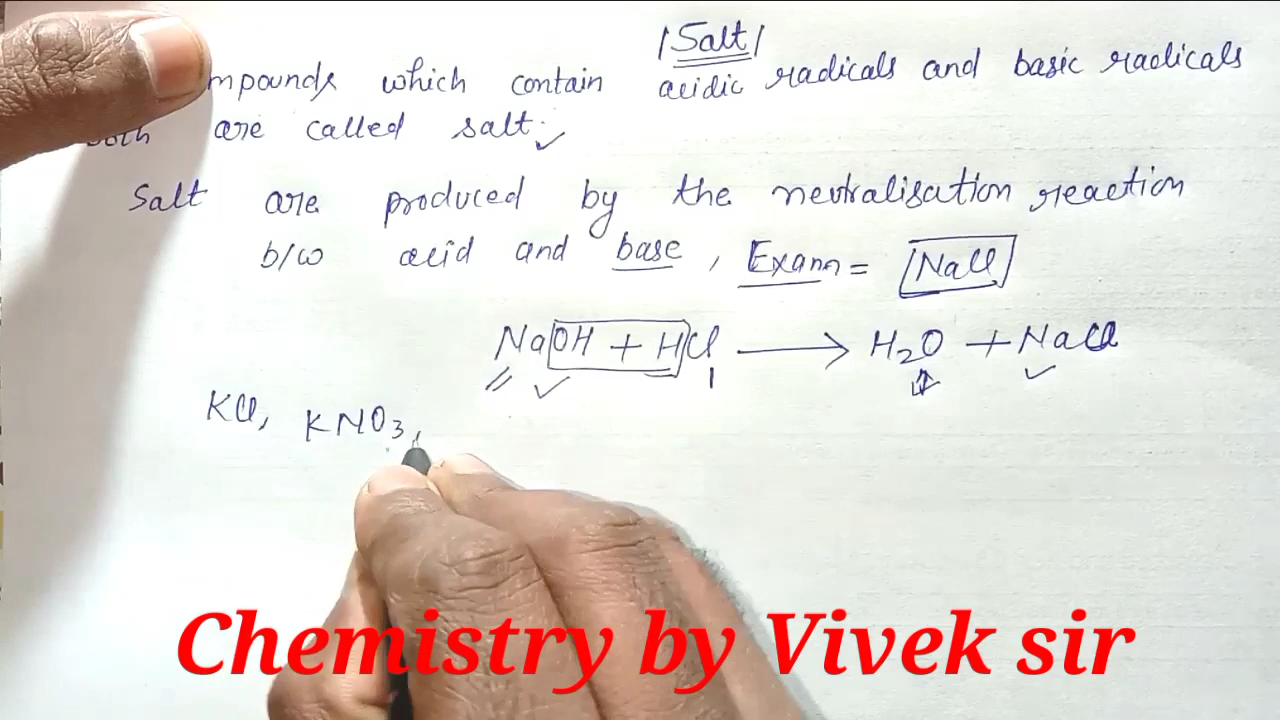 |Salt|
mpounds which contain acidic radicals and basic radicals
both are called salt.
Salt are produced by the neutralisation reaction
b/w acid and base, Exam = NaCl
NaOH + HCl → H₂O + NaCl
KCl, KNO₃,
Chemistry by Vivek sir